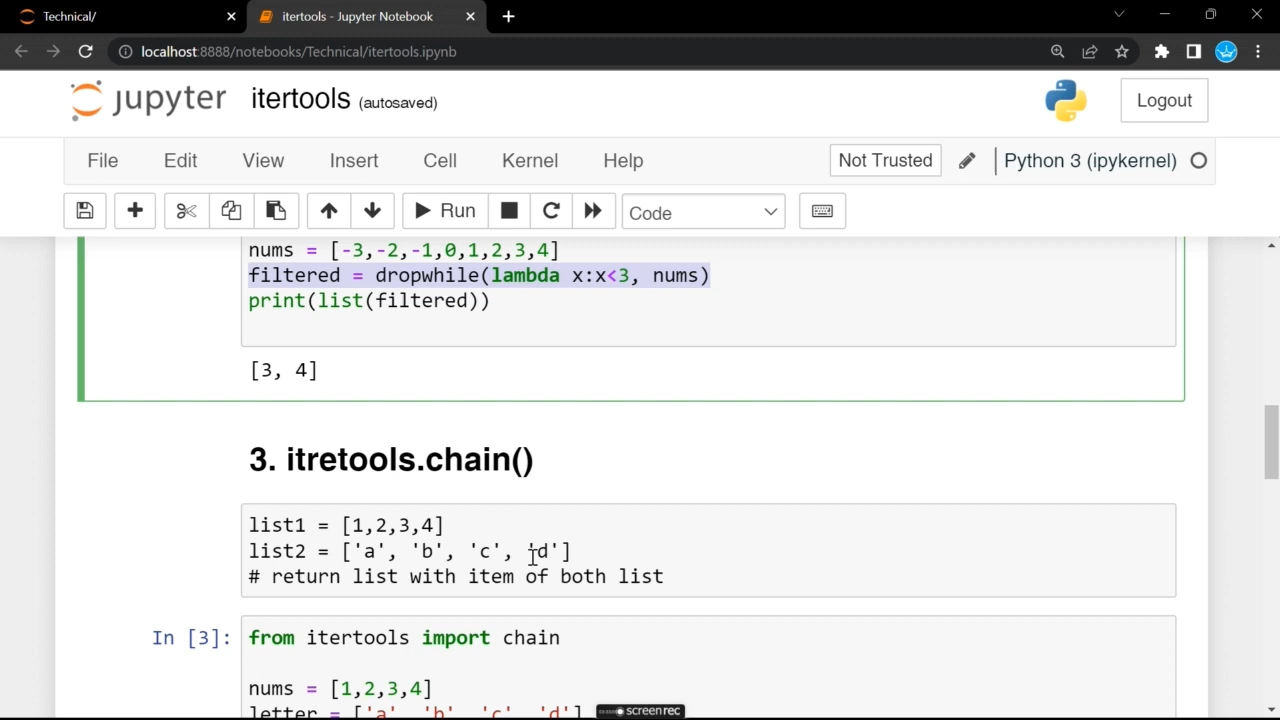 Technical/
itertools - Jupyter Notebook
localhost:8888/notebooks/Technical/itertools.ipynb
jupyter itertools (autosaved)
Logout
File Edit View Insert Cell Kernel Help
Not Trusted
Python 3 (ipykernel)
Run
Code
nums = [-3,-2,-1,0,1,2,3,4]
filtered = dropwhile(lambda x:x<3, nums)
print(list(filtered))
[3, 4]
3. itretools.chain()
list1 = [1,2,3,4]
list2 = ['a', 'b', 'c', 'd']
# return list with item of both list
In [3]: from itertools import chain
nums = [1,2,3,4]
letter = ['a', 'b', 'c', 'd']
screenrec